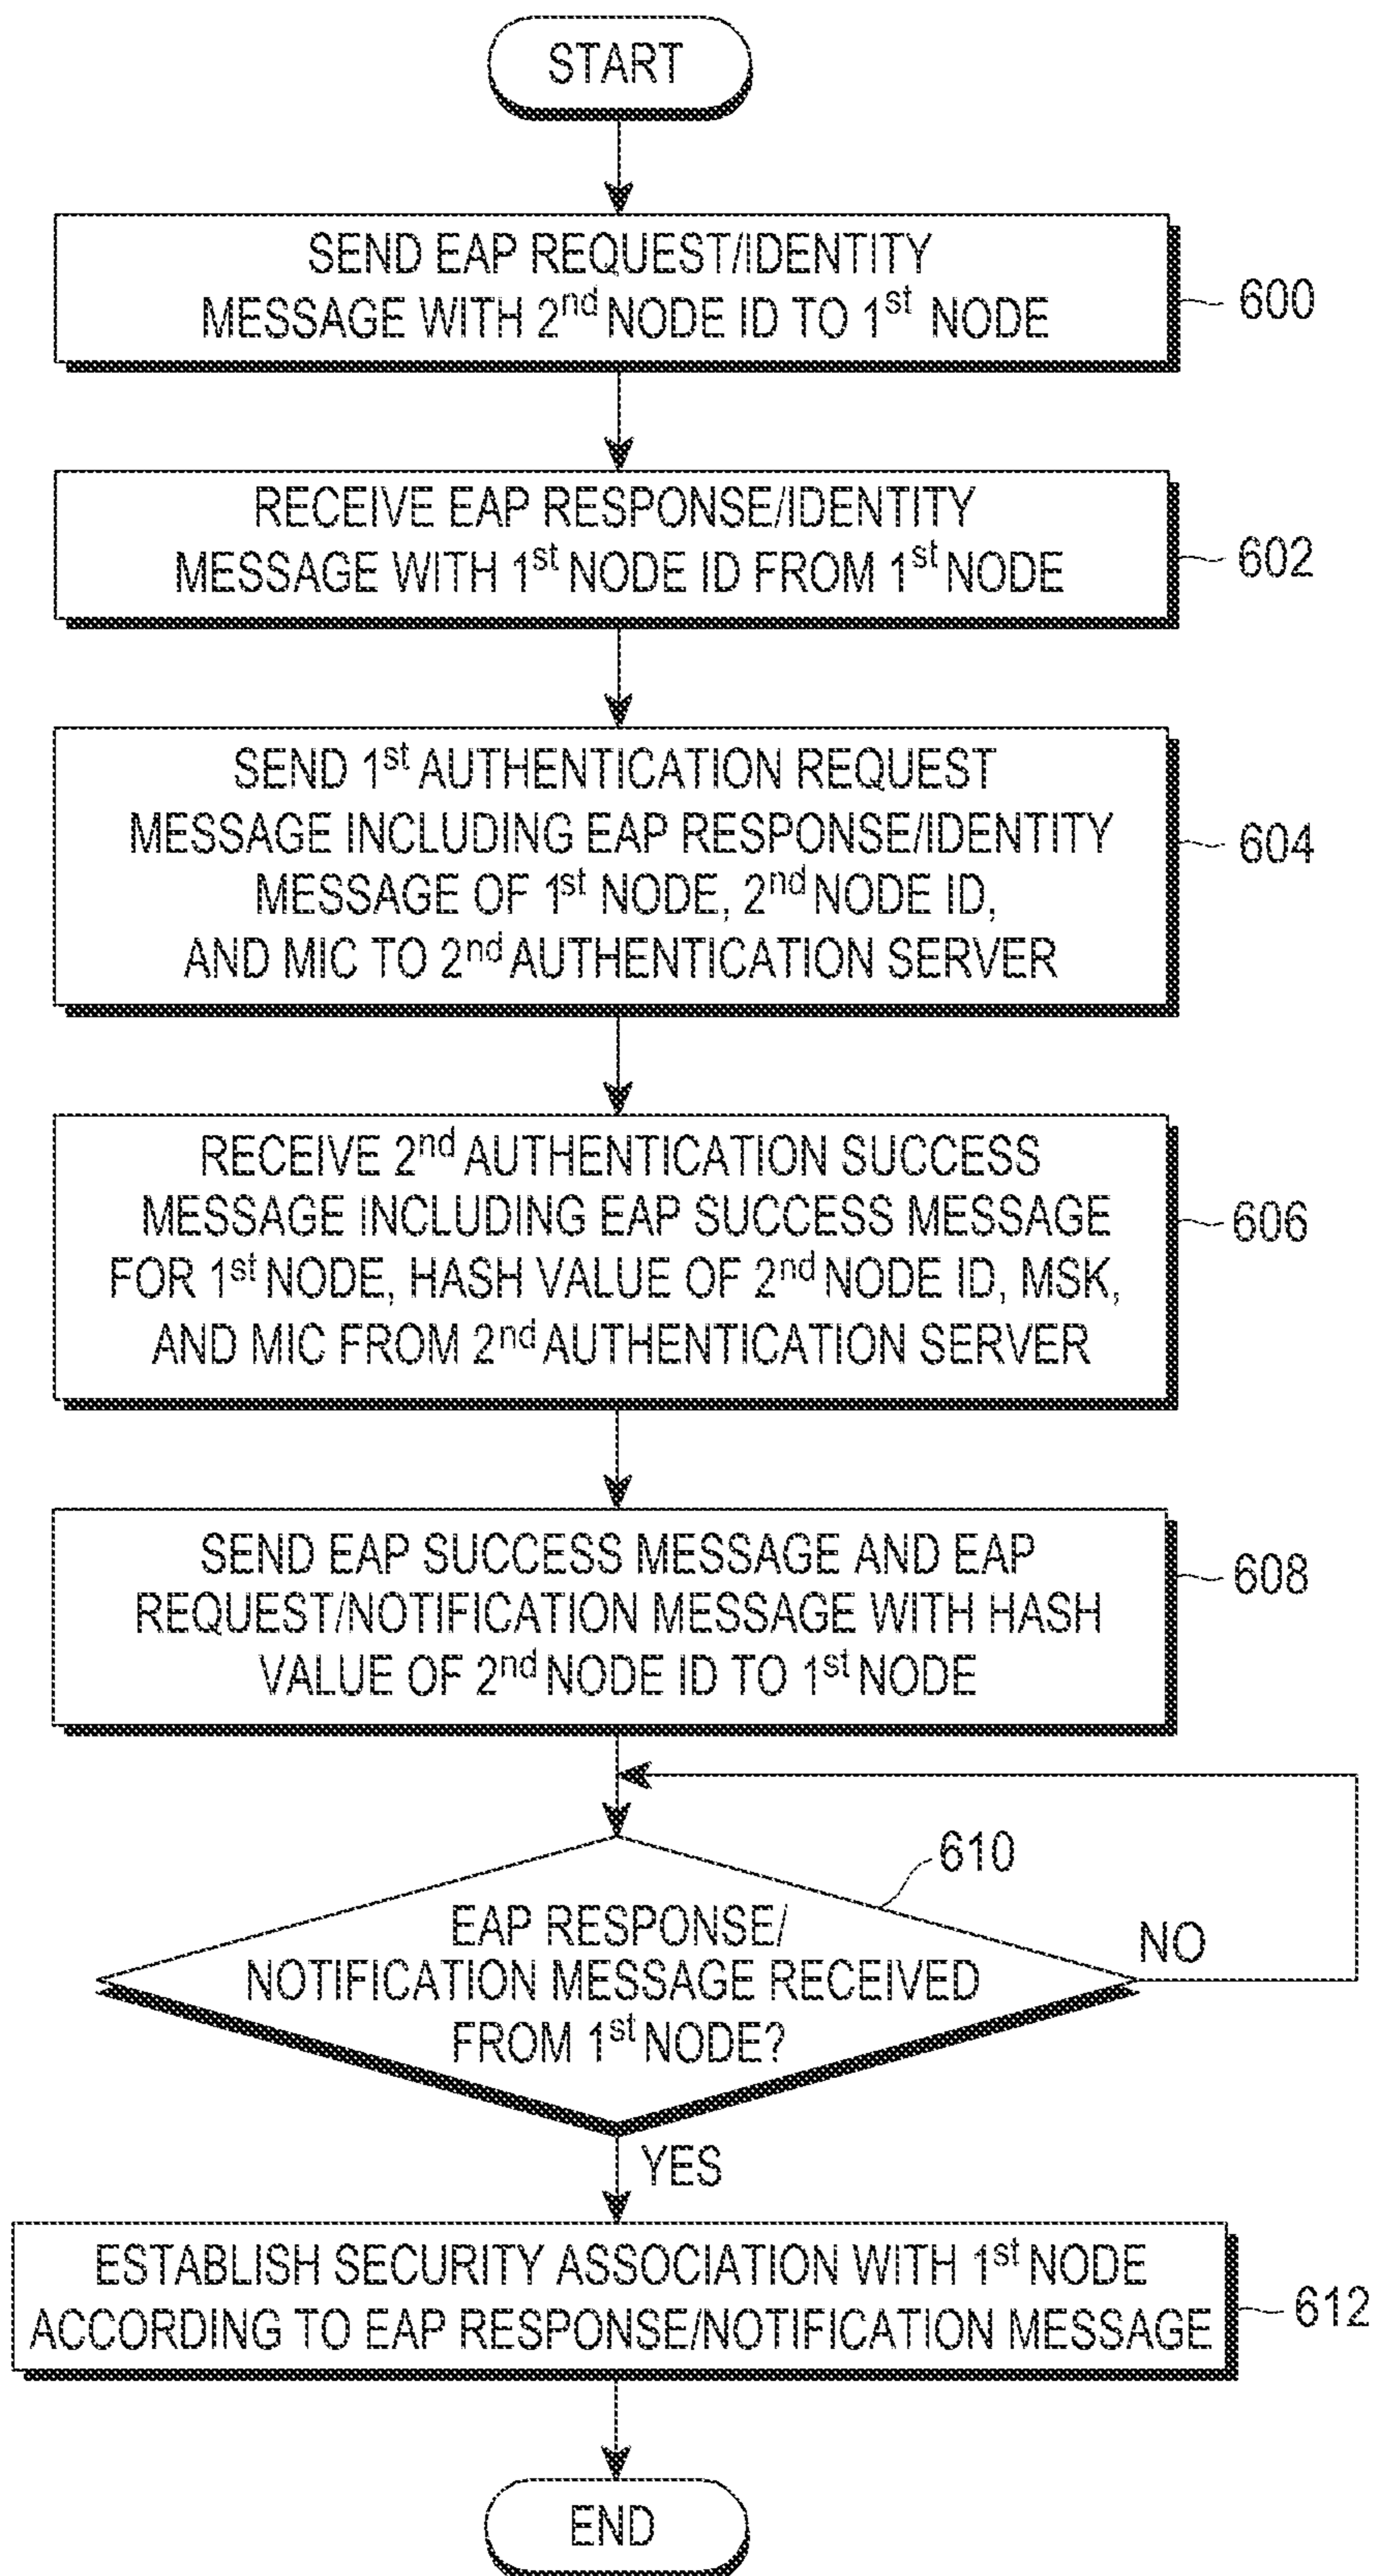 START
SEND EAP REQUEST/IDENTITY
MESSAGE WITH 2nd NODE ID TO 1st NODE
600
RECEIVE EAP RESPONSE/IDENTITY
MESSAGE WITH 1st NODE ID FROM 1st NODE
602
SEND 1st AUTHENTICATION REQUEST
MESSAGE INCLUDING EAP RESPONSE/IDENTITY
MESSAGE OF 1st NODE, 2nd NODE ID,
AND MIC TO 2nd AUTHENTICATION SERVER
604
RECEIVE 2nd AUTHENTICATION SUCCESS
MESSAGE INCLUDING EAP SUCCESS MESSAGE
FOR 1st NODE, HASH VALUE OF 2nd NODE ID, MSK,
AND MIC FROM 2nd AUTHENTICATION SERVER
606
SEND EAP SUCCESS MESSAGE AND EAP
REQUEST/NOTIFICATION MESSAGE WITH HASH
VALUE OF 2nd NODE ID TO 1st NODE
608
610
EAP RESPONSE/
NOTIFICATION MESSAGE RECEIVED
FROM 1st NODE?
NO
YES
ESTABLISH SECURITY ASSOCIATION WITH 1st NODE
ACCORDING TO EAP RESPONSE/NOTIFICATION MESSAGE
612
END